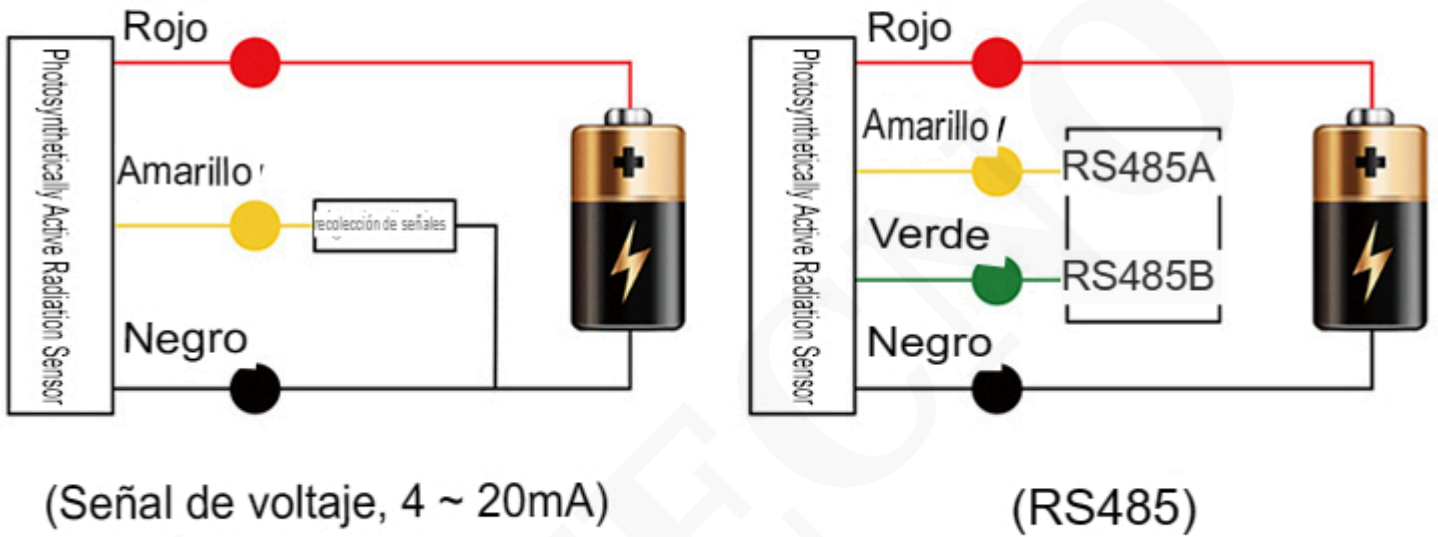 Rojo
Photosynthetically Active Radiation Sensor
Amarillo
recolección de señales
Negro
(Señal de voltaje, 4 ~ 20mA)
Rojo
Photosynthetically Active Radiation Sensor
Amarillo
RS485A
Verde
RS485B
Negro
(RS485)